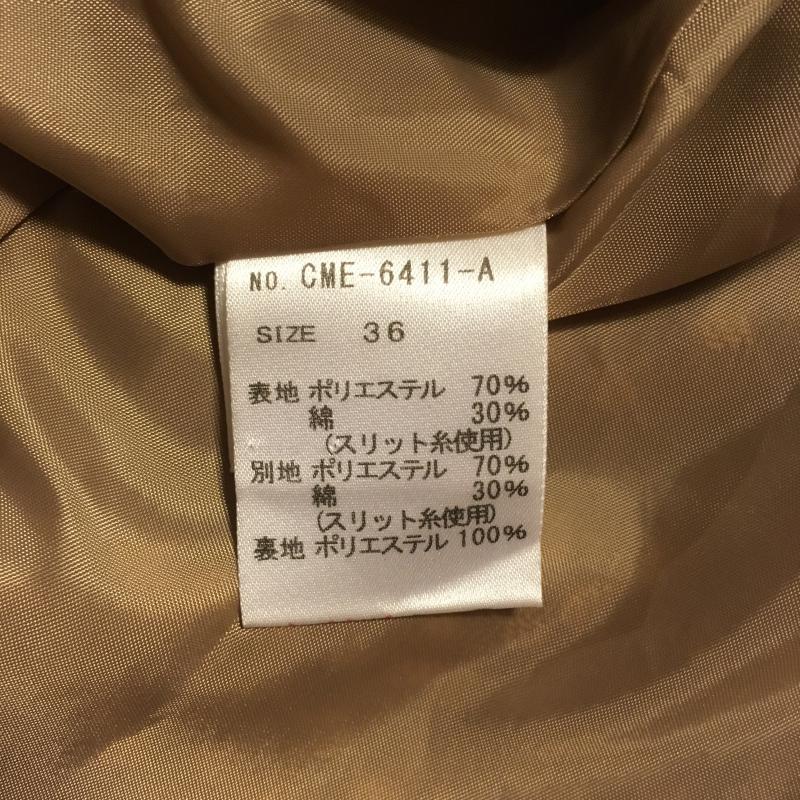 NO. CME-6411-A
SIZE 36
表地 ポリエステル 70%
綿 30%
(スリット糸使用)
別地 ポリエステル 70%
綿 30%
(スリット糸使用)
裏地 ポリエステル 100%